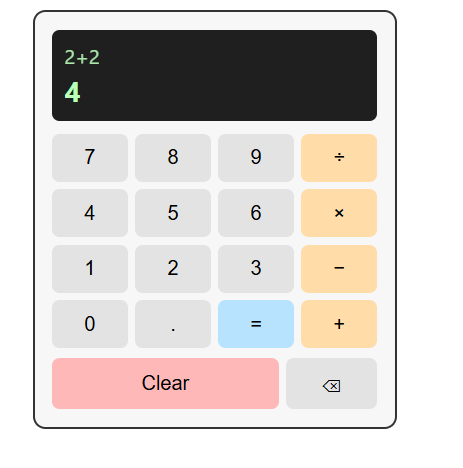 2+2
4
7 8 9 ÷
4 5 6 ×
1 2 3 −
0 . = +
Clear ⌫